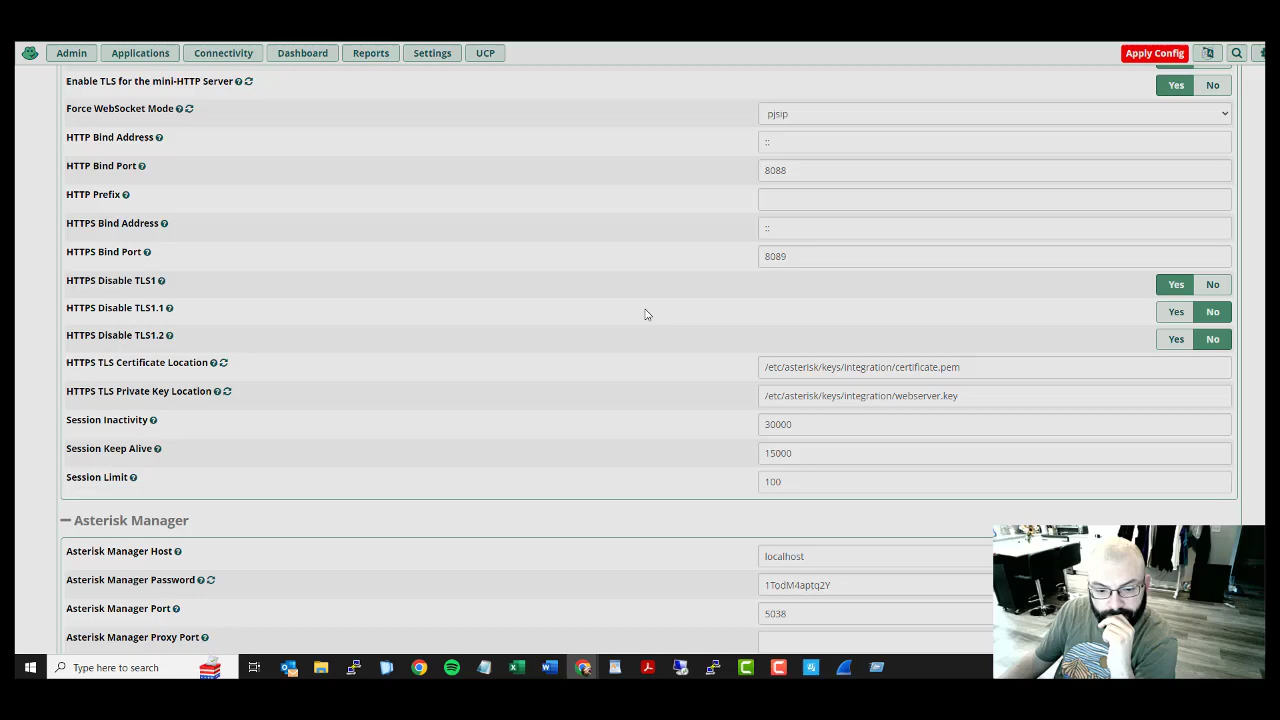 Admin Applications Connectivity Dashboard Reports Settings UCP Apply Config
Enable TLS for the mini-HTTP Server Yes No
Force WebSocket Mode pjsip
HTTP Bind Address ::
HTTP Bind Port 8088
HTTP Prefix
HTTPS Bind Address ::
HTTPS Bind Port 8089
HTTPS Disable TLS1 Yes No
HTTPS Disable TLS1.1 Yes No
HTTPS Disable TLS1.2 Yes No
HTTPS TLS Certificate Location /etc/asterisk/keys/integration/certificate.pem
HTTPS TLS Private Key Location /etc/asterisk/keys/integration/webserver.key
Session Inactivity 30000
Session Keep Alive 15000
Session Limit 100
Asterisk Manager
Asterisk Manager Host localhost
Asterisk Manager Password 1TodM4aptq2Y
Asterisk Manager Port 5038
Asterisk Manager Proxy Port
Type here to search